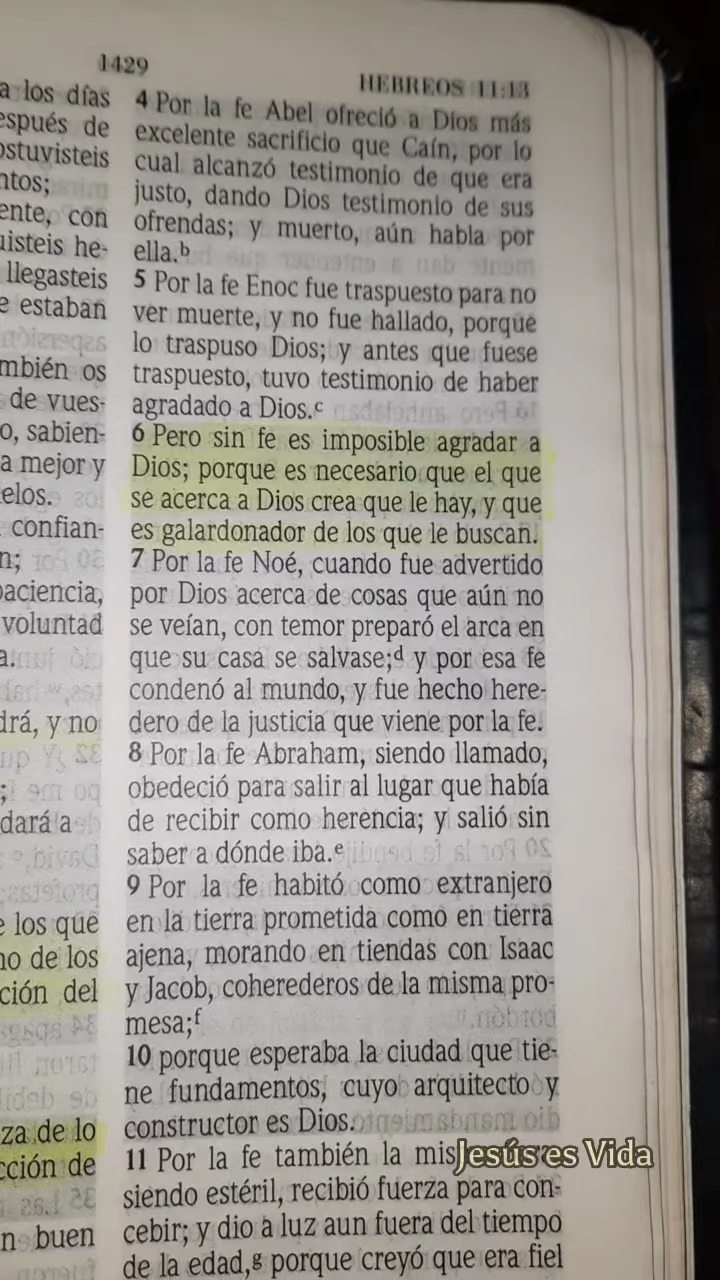 1429
HEBREOS 11:13
a los días
espués de
ostuvisteis
ntos;
ente, con
uisteis he-
llegasteis
e estaban
mbién os
de vues-
o, sabien-
a mejor y
elos.
confian-
n;
paciencia,
voluntad
a.
drá, y no
;
dará a
e los que
no de los
ción del
za de lo
cción de
n buen
4 Por la fe Abel ofreció a Dios más
excelente sacrificio que Caín, por lo
cual alcanzó testimonio de que era
justo, dando Dios testimonio de sus
ofrendas; y muerto, aún habla por
ella.b
5 Por la fe Enoc fue traspuesto para no
ver muerte, y no fue hallado, porque
lo traspuso Dios; y antes que fuese
traspuesto, tuvo testimonio de haber
agradado a Dios.c
6 Pero sin fe es imposible agradar a
Dios; porque es necesario que el que
se acerca a Dios crea que le hay, y que
es galardonador de los que le buscan.
7 Por la fe Noé, cuando fue advertido
por Dios acerca de cosas que aún no
se veían, con temor preparó el arca en
que su casa se salvase;d y por esa fe
condenó al mundo, y fue hecho here-
dero de la justicia que viene por la fe.
8 Por la fe Abraham, siendo llamado,
obedeció para salir al lugar que había
de recibir como herencia; y salió sin
saber a dónde iba.e
9 Por la fe habitó como extranjero
en la tierra prometida como en tierra
ajena, morando en tiendas con Isaac
y Jacob, coherederos de la misma pro-
mesa;f
10 porque esperaba la ciudad que tie-
ne fundamentos, cuyo arquitecto y
constructor es Dios.
11 Por la fe también la mis
Jesús es Vida
siendo estéril, recibió fuerza para con-
cebir; y dio a luz aun fuera del tiempo
de la edad,g porque creyó que era fiel